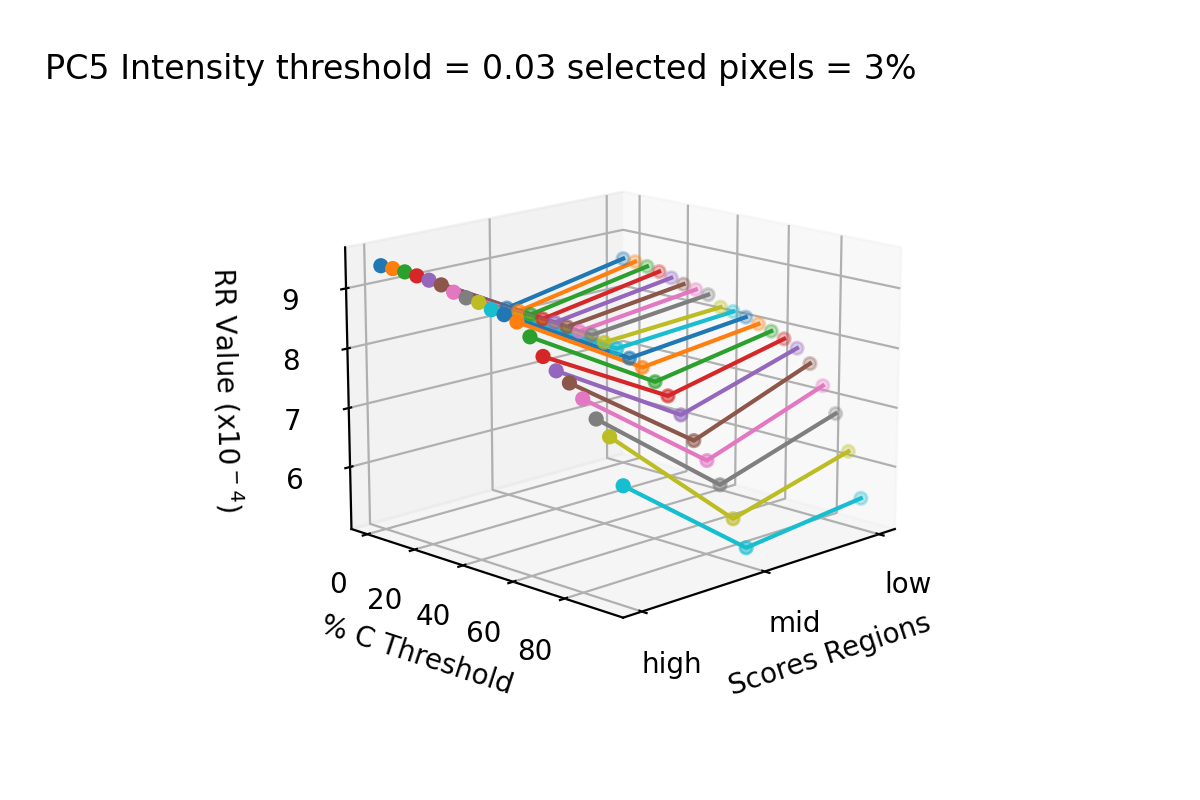 PC5 Intensity threshold = 0.03 selected pixels = 3%
RR Value (x10⁻⁴)
9
8
7
6
0
20
40
60
80
% C Threshold
high
mid
low
Scores Regions